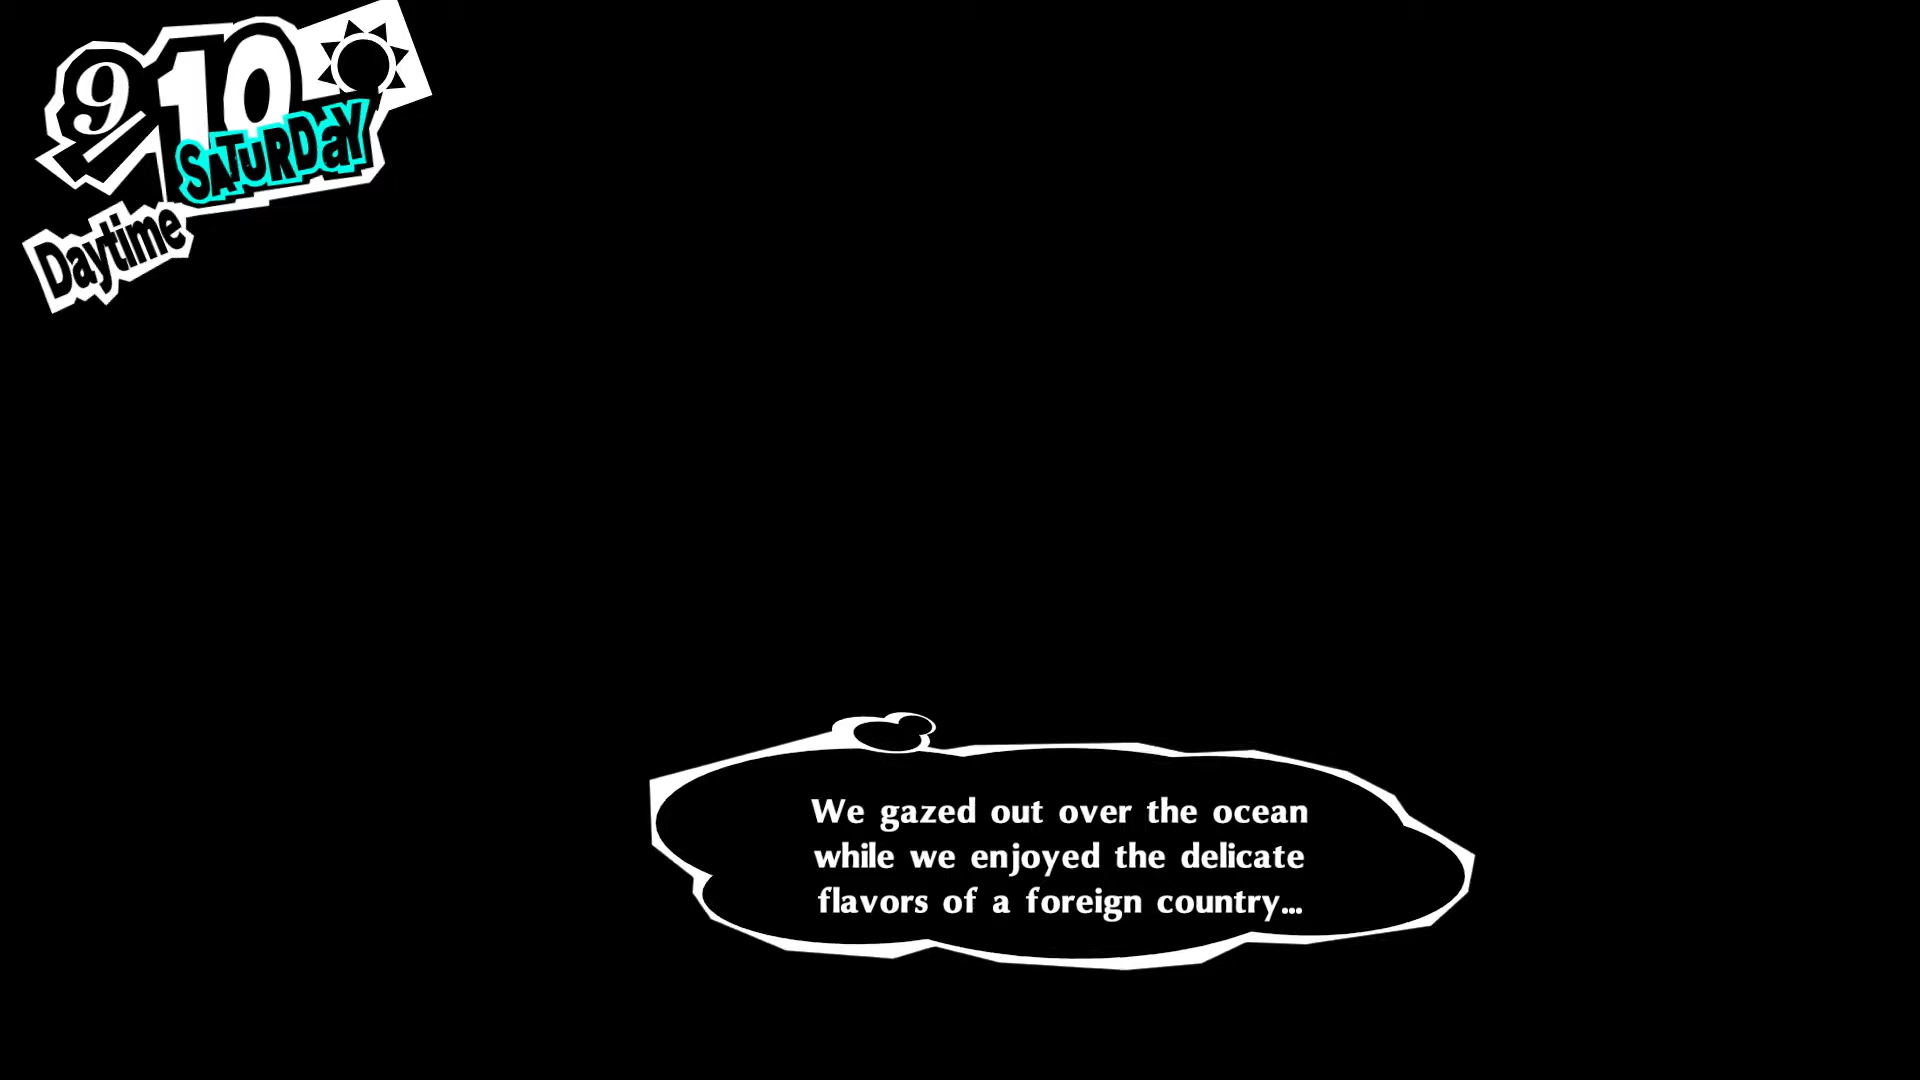 9/10
SATURDaY
Daytime
We gazed out over the ocean
while we enjoyed the delicate
flavors of a foreign country...